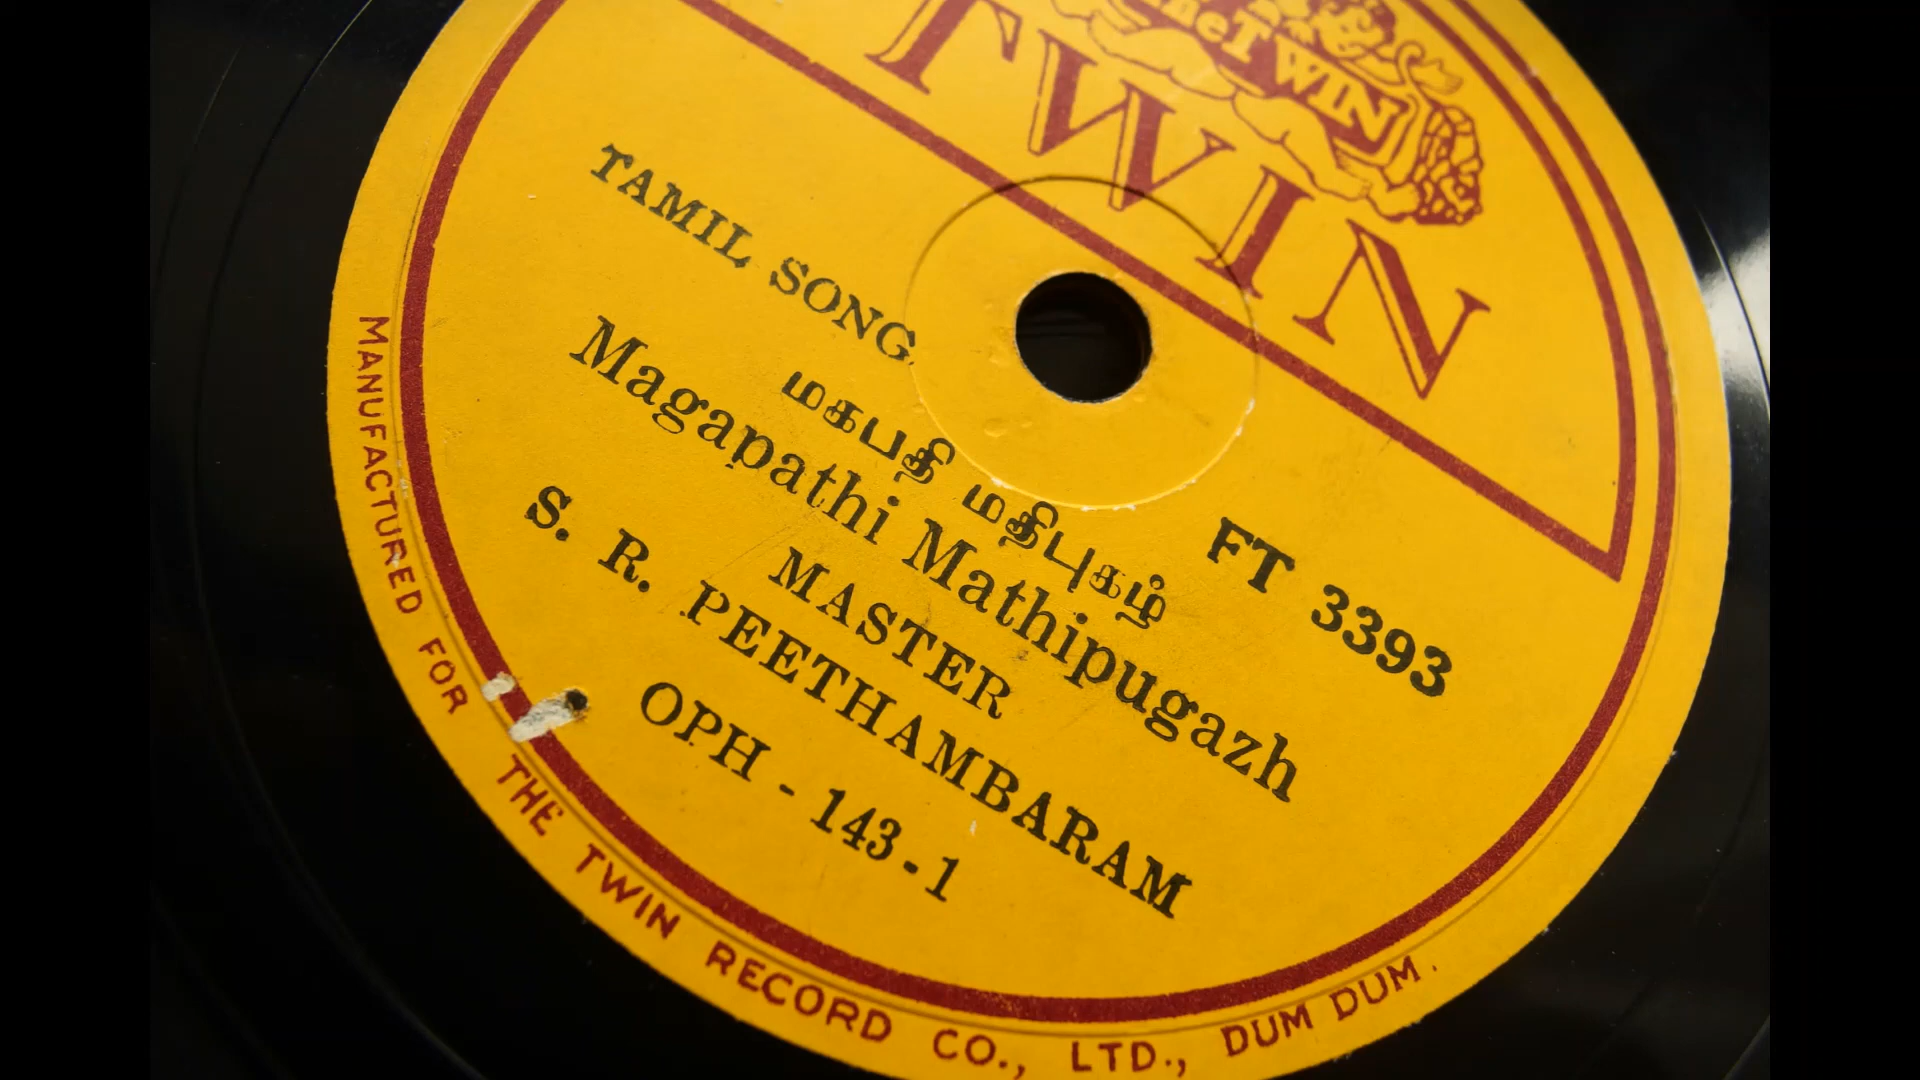 TWIN
TWIN
TAMIL SONG
FT 3393
மகபதி மதிபுகழ்
Magapathi Mathipugazh
MASTER
S. R. PEETHAMBARAM
OPH - 143 - 1
MANUFACTURED FOR THE TWIN RECORD CO., LTD., DUM DUM.